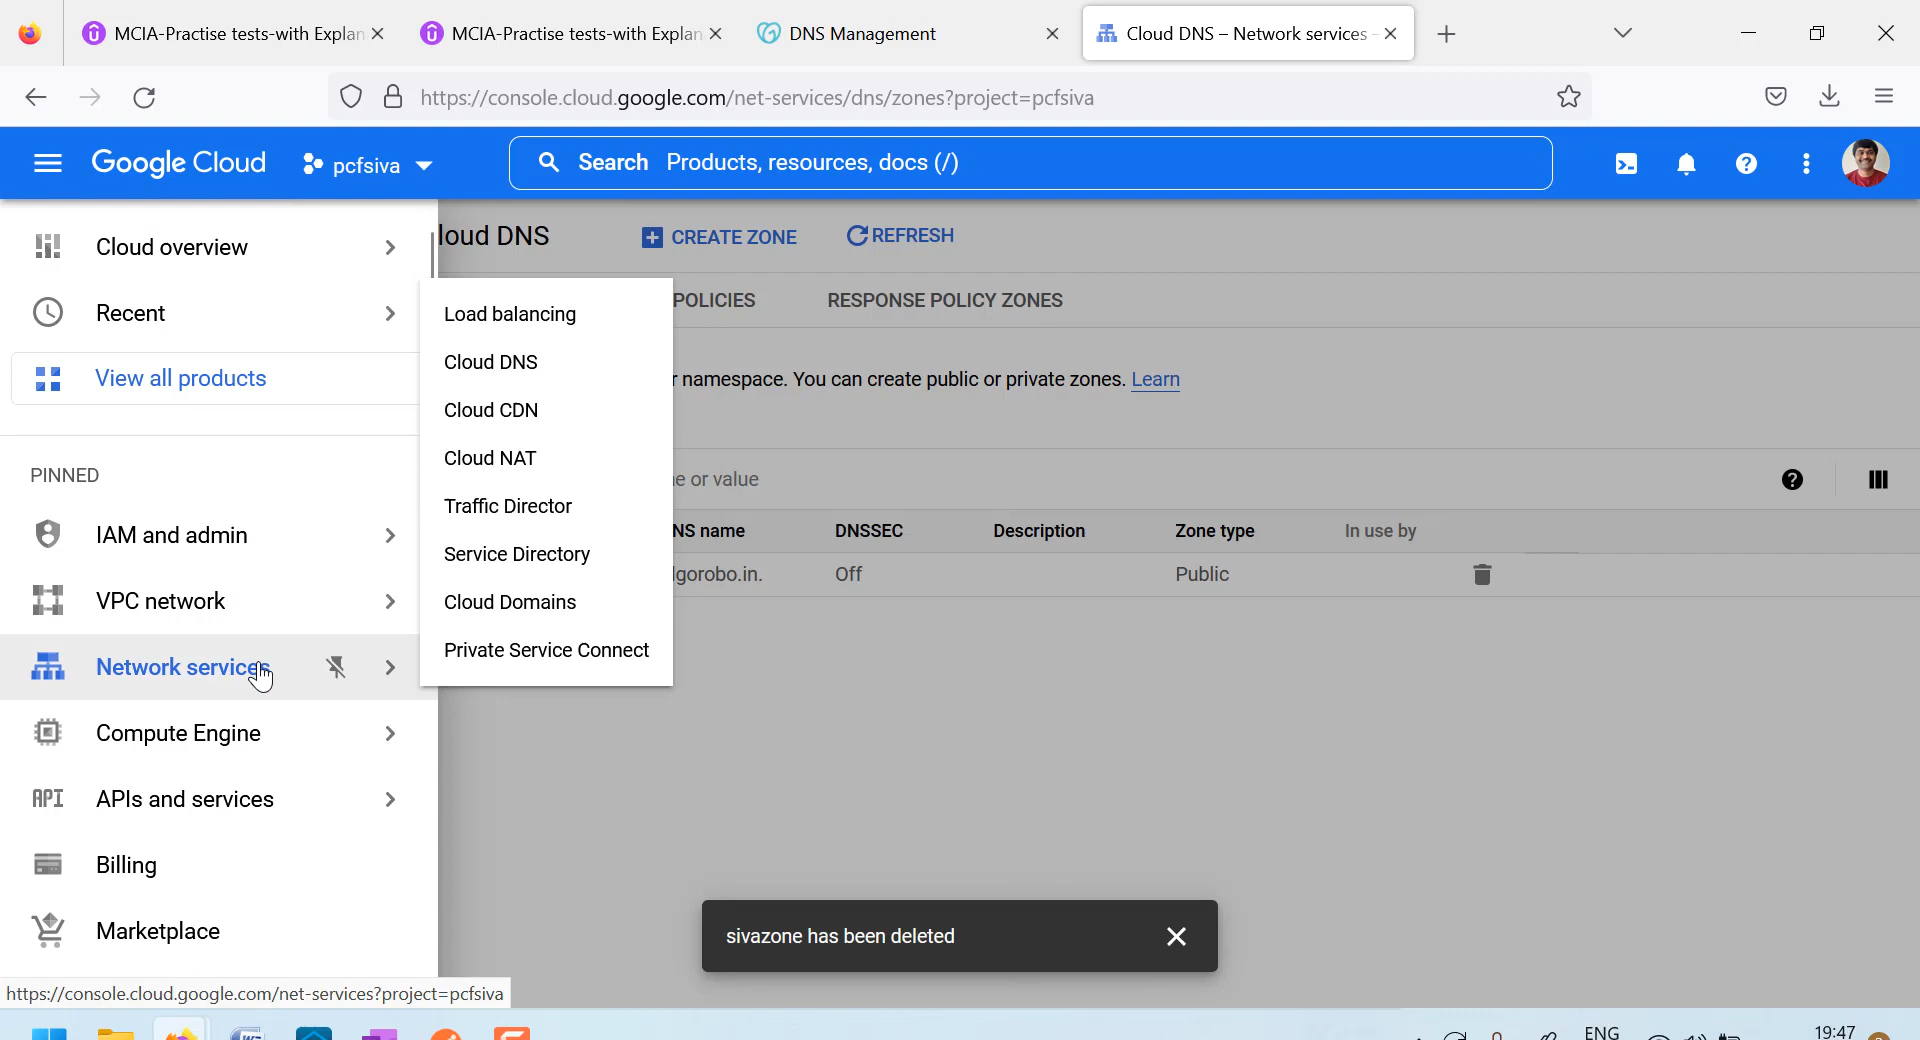 MCIA-Practise tests-with Explan
MCIA-Practise tests-with Explan
DNS Management
Cloud DNS – Network services -
https://console.cloud.google.com/net-services/dns/zones?project=pcfsiva
Google Cloud
pcfsiva
Search Products, resources, docs (/)
Cloud overview
Recent
View all products
PINNED
IAM and admin
VPC network
Network services
Compute Engine
API
APIs and services
Billing
Marketplace
Load balancing
Cloud DNS
Cloud CDN
Cloud NAT
Traffic Director
Service Directory
Cloud Domains
Private Service Connect
loud DNS
CREATE ZONE
REFRESH
POLICIES
RESPONSE POLICY ZONES
r namespace. You can create public or private zones. Learn
e or value
NS name
DNSSEC
Description
Zone type
In use by
lgorobo.in.
Off
Public
sivazone has been deleted
https://console.cloud.google.com/net-services?project=pcfsiva
ENG
19:47